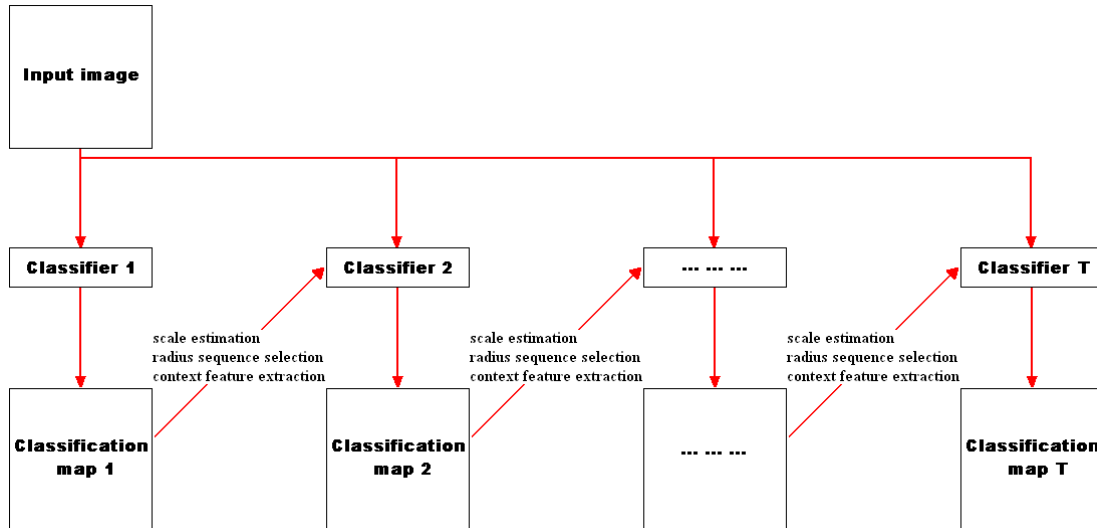 Input image
Classifier 1
Classifier 2
--- --- ---
Classifier T
scale estimation
radius sequence selection
context feature extraction
scale estimation
radius sequence selection
context feature extraction
scale estimation
radius sequence selection
context feature extraction
Classification
map 1
Classification
map 2
--- --- ---
Classification
map T